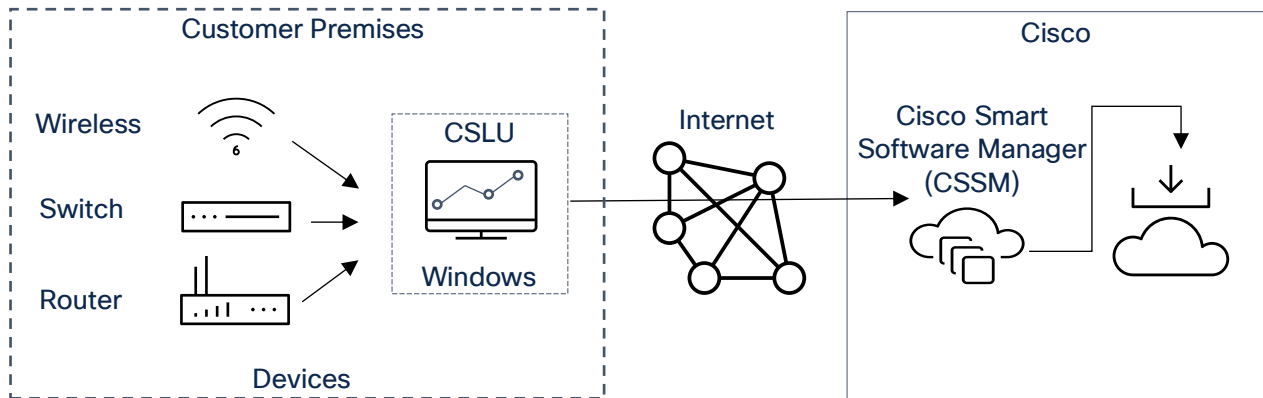 Customer Premises
Wireless
6
Switch
Router
CSLU
Windows
Devices
Internet
Cisco
Cisco Smart
Software Manager
(CSSM)